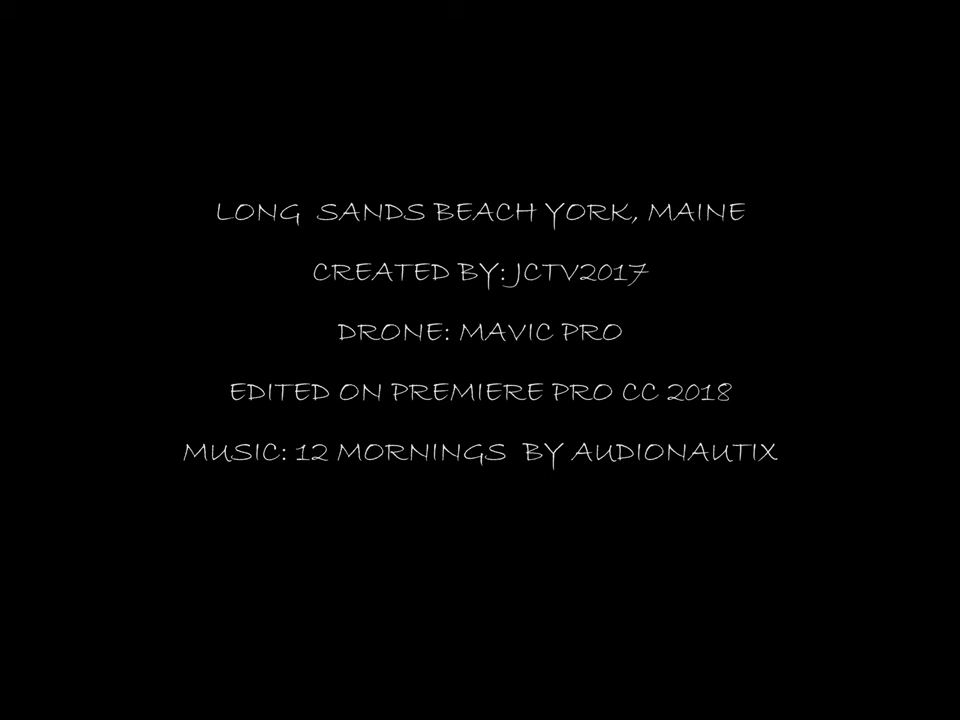 LONG SANDS BEACH YORK, MAINE
CREATED BY: JCTV2017
DRONE: MAVIC PRO
EDITED ON PREMIERE PRO CC 2018
MUSIC: 12 MORNINGS BY AUDIONAUTIX